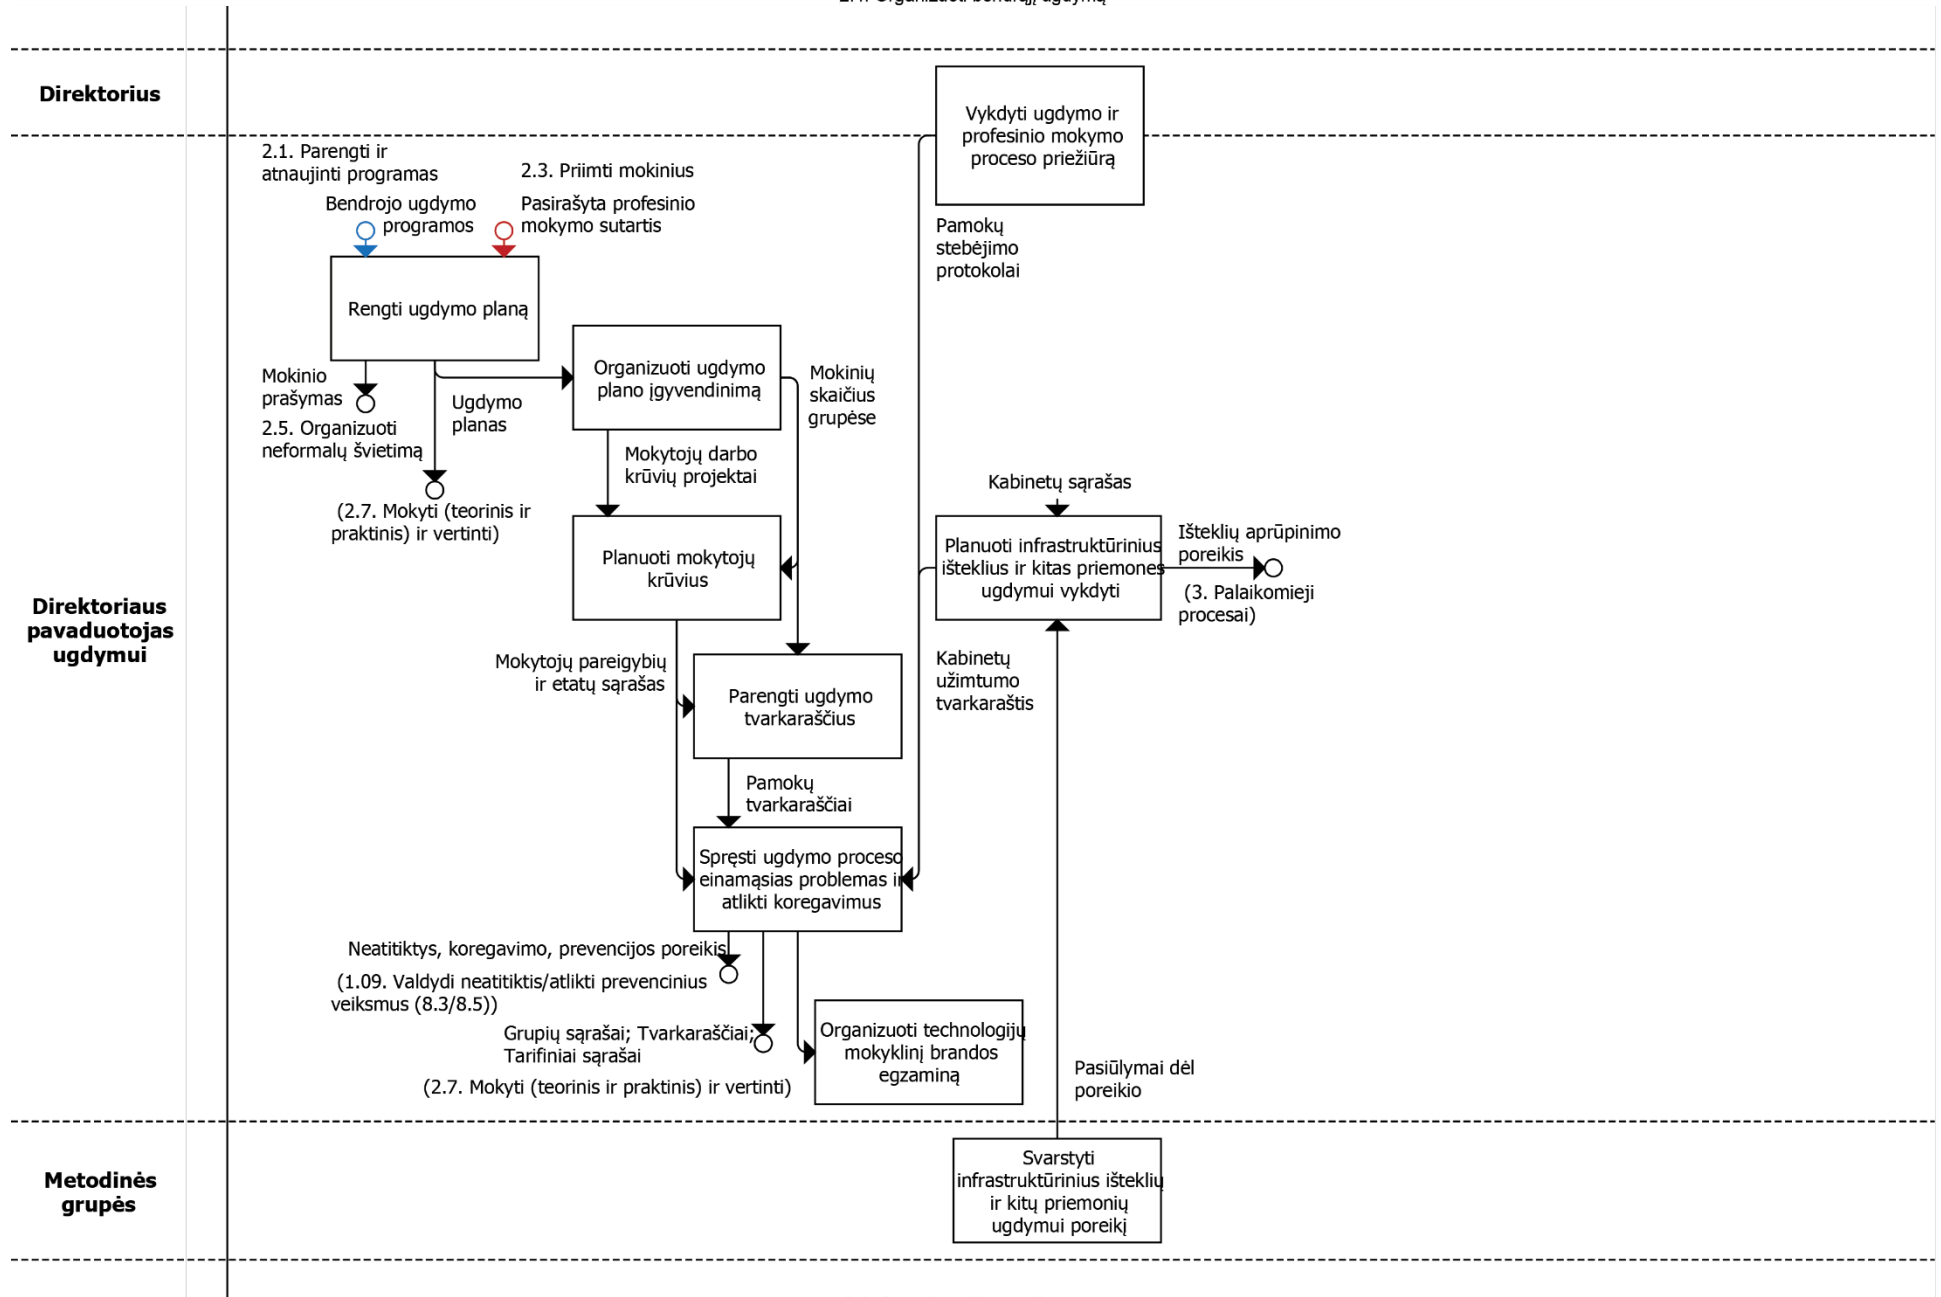 2.4. Organizuoti bendrąjį ugdymą
Direktorius
Vykdyti ugdymo ir
profesinio mokymo
proceso priežiūrą
2.1. Parengti ir
atnaujinti programas
2.3. Priimti mokinius
Bendrojo ugdymo
programos
Pasirašyta profesinio
mokymo sutartis
Pamokų
stebėjimo
protokolai
Rengti ugdymo planą
Organizuoti ugdymo
plano įgyvendinimą
Mokinių
skaičius
grupėse
Mokinio
prašymas
Ugdymo
planas
2.5. Organizuoti
neformalų švietimą
Mokytojų darbo
krūvių projektai
(2.7. Mokyti (teorinis ir
praktinis) ir vertinti)
Kabinetų sąrašas
Planuoti mokytojų
krūvius
Planuoti infrastruktūrinius
išteklius ir kitas priemones
ugdymui vykdyti
Išteklių aprūpinimo
poreikis
(3. Palaikomieji
procesai)
Direktoriaus
pavaduotojas
ugdymui
Mokytojų pareigybių
ir etatų sąrašas
Parengti ugdymo
tvarkaraščius
Kabinetų
užimtumo
tvarkaraštis
Pamokų
tvarkaraščiai
Spręsti ugdymo proceso
einamąsias problemas ir
atlikti koregavimus
Neatitiktys, koregavimo, prevencijos poreikis
(1.09. Valdydi neatitiktis/atlikti prevencinius
veiksmus (8.3/8.5))
Grupių sąrašai; Tvarkaraščiai;
Tarifiniai sąrašai
(2.7. Mokyti (teorinis ir praktinis) ir vertinti)
Organizuoti technologijų
mokyklinį brandos
egzaminą
Pasiūlymai dėl
poreikio
Metodinės
grupės
Svarstyti
infrastruktūrinius išteklių
ir kitų priemonių
ugdymui poreikį